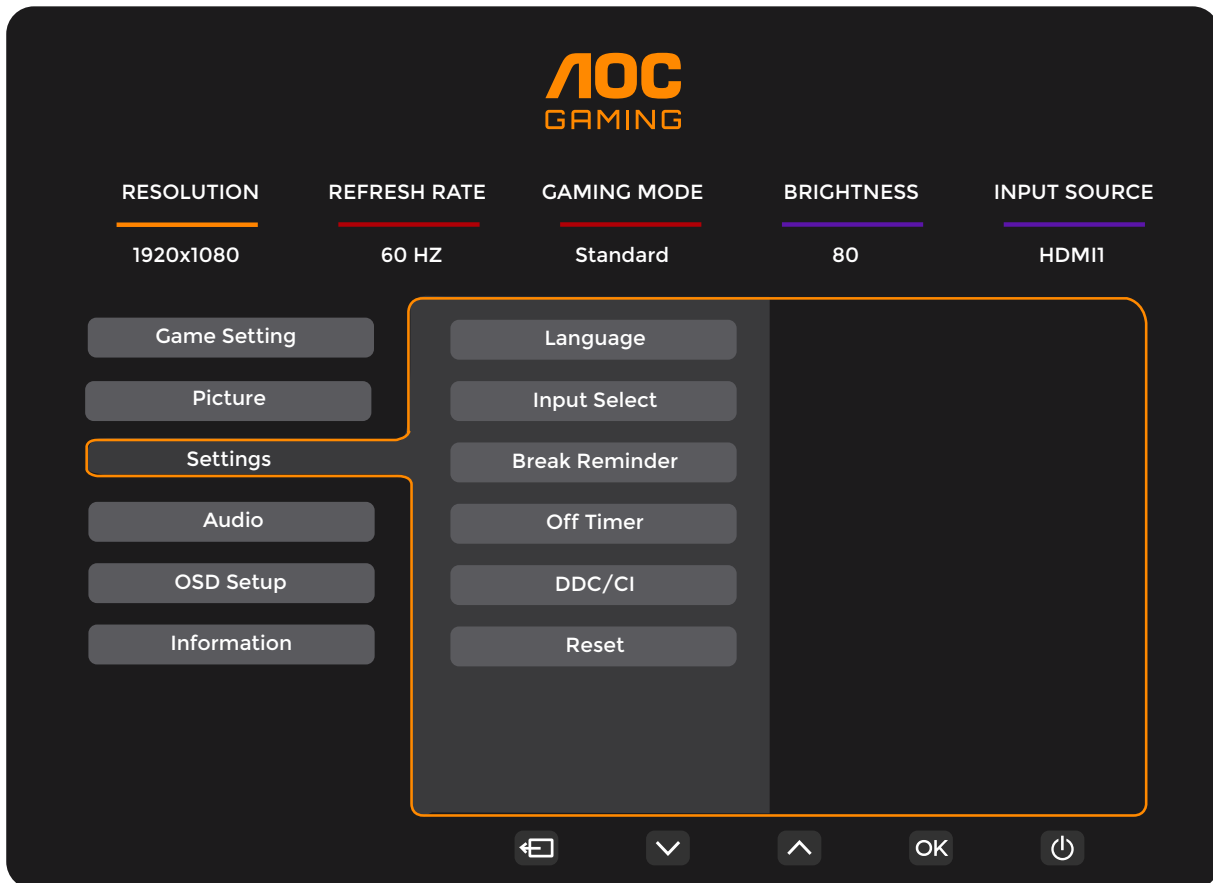 AOC
GAMING
RESOLUTION REFRESH RATE GAMING MODE BRIGHTNESS INPUT SOURCE
1920x1080 60 HZ Standard 80 HDMI1
Game Setting
Picture
Settings
Audio
OSD Setup
Information
Language
Input Select
Break Reminder
Off Timer
DDC/CI
Reset
OK